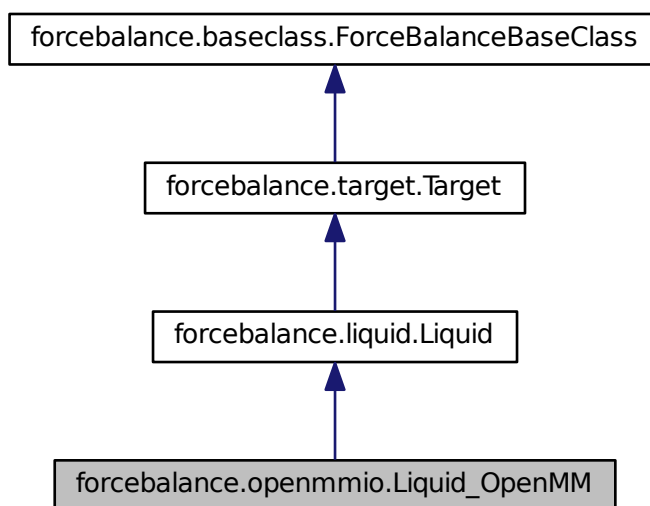 forcebalance.baseclass.ForceBalanceBaseClass
forcebalance.target.Target
forcebalance.liquid.Liquid
forcebalance.openmmio.Liquid_OpenMM